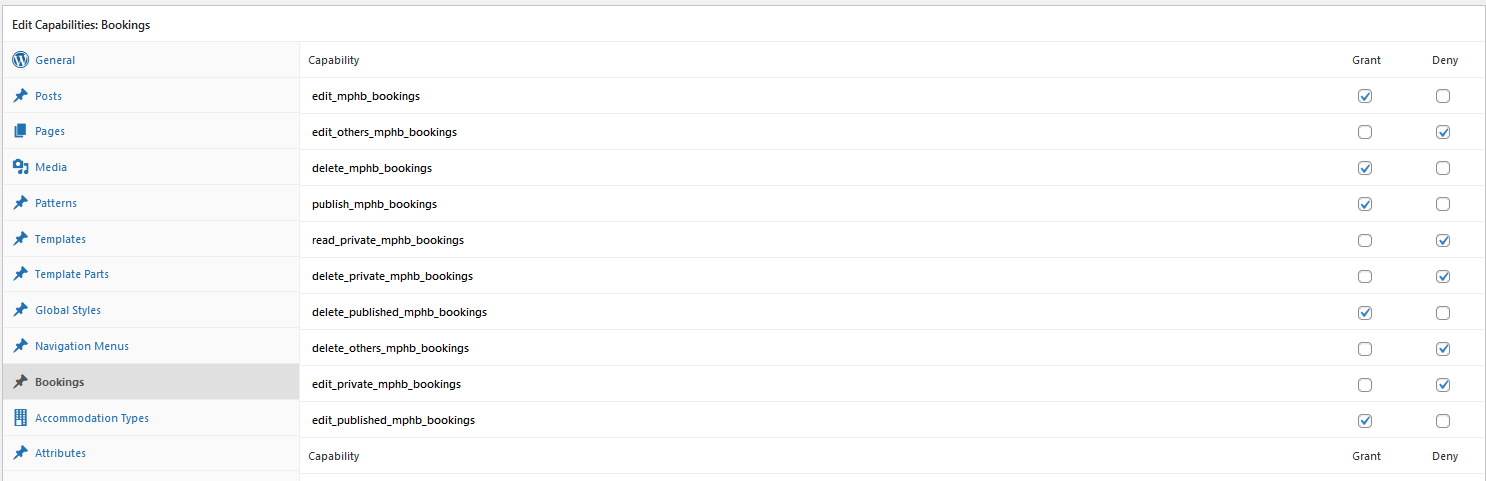 Edit Capabilities: Bookings
General
Posts
Pages
Media
Patterns
Templates
Template Parts
Global Styles
Navigation Menus
Bookings
Accommodation Types
Attributes
Capability Grant Deny
edit_mphb_bookings
edit_others_mphb_bookings
delete_mphb_bookings
publish_mphb_bookings
read_private_mphb_bookings
delete_private_mphb_bookings
delete_published_mphb_bookings
delete_others_mphb_bookings
edit_private_mphb_bookings
edit_published_mphb_bookings
Capability Grant Deny